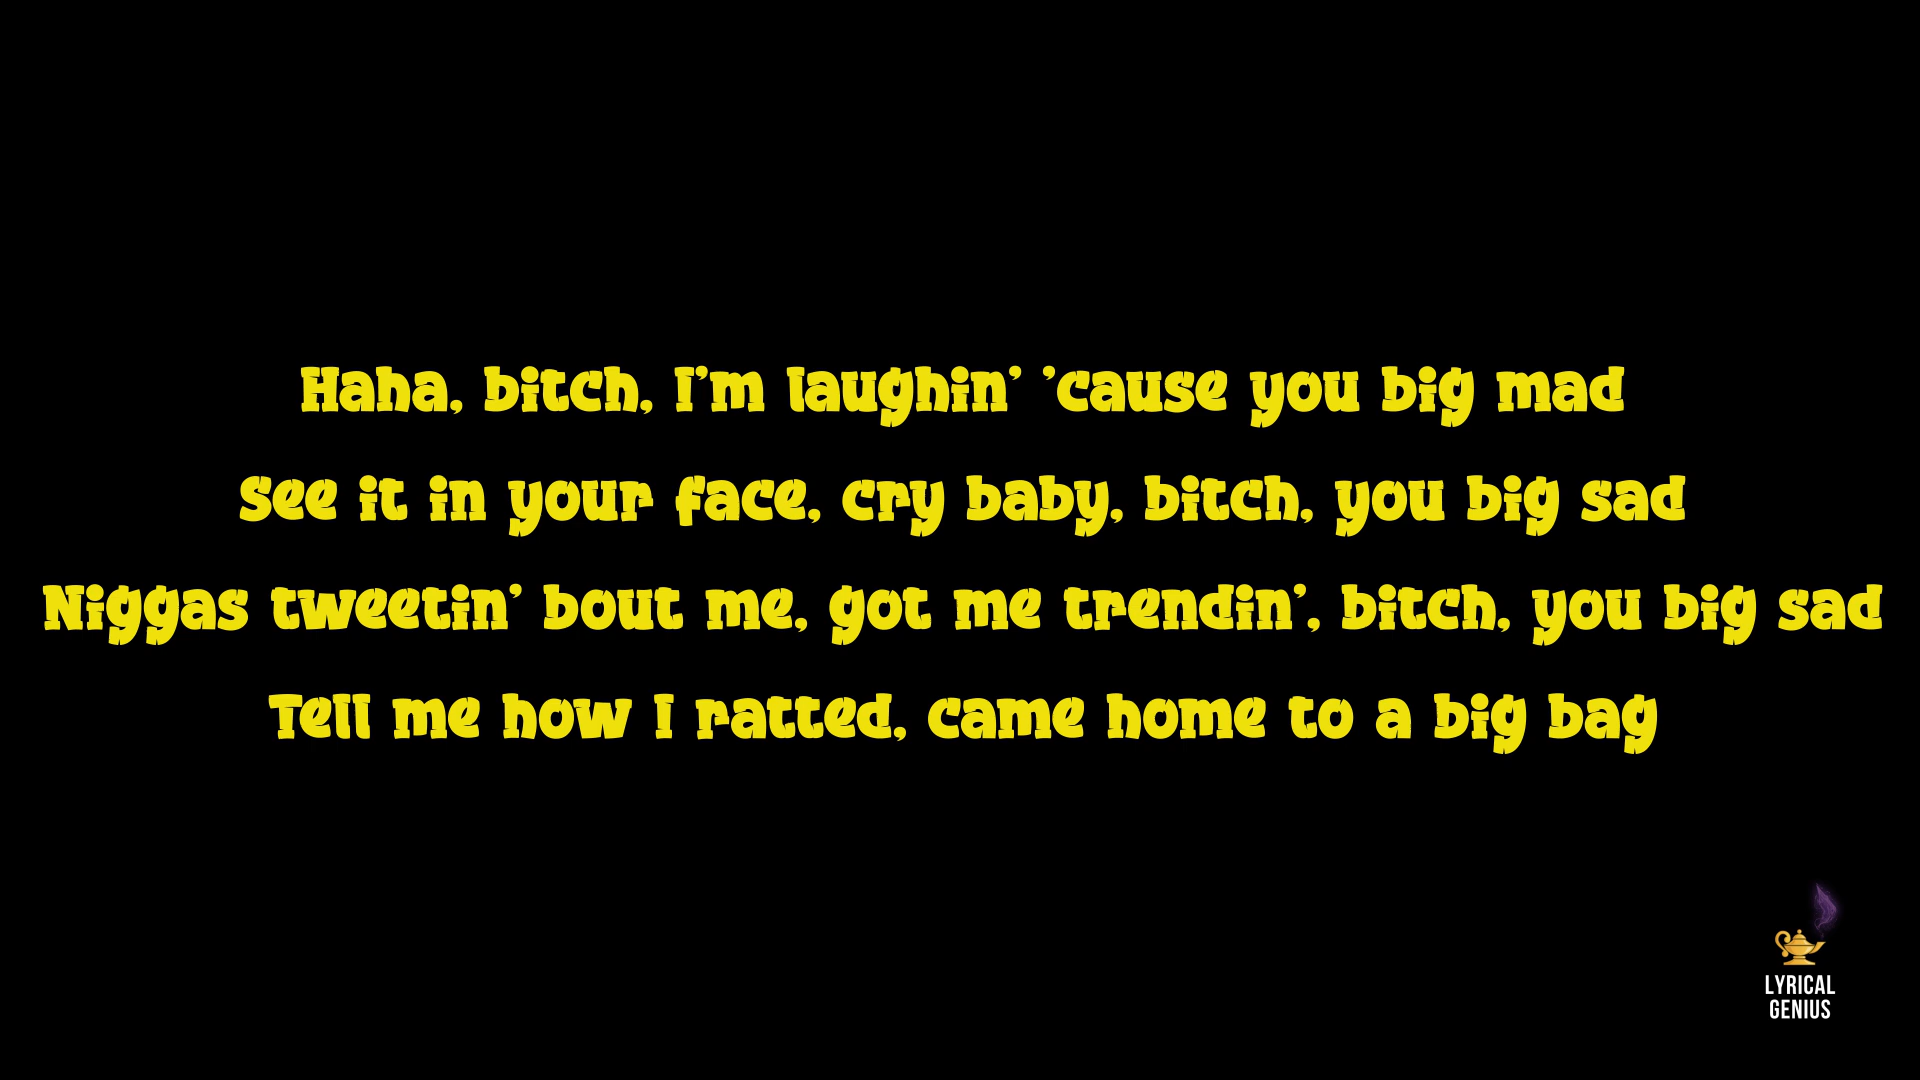 Haha, bitch, I'm laughin' 'cause you big mad
See it in your face, cry baby, bitch, you big sad
Niggas tweetin' bout me, got me trendin', bitch, you big sad
Tell me how I ratted, came home to a big bag
LYRICAL
GENIUS